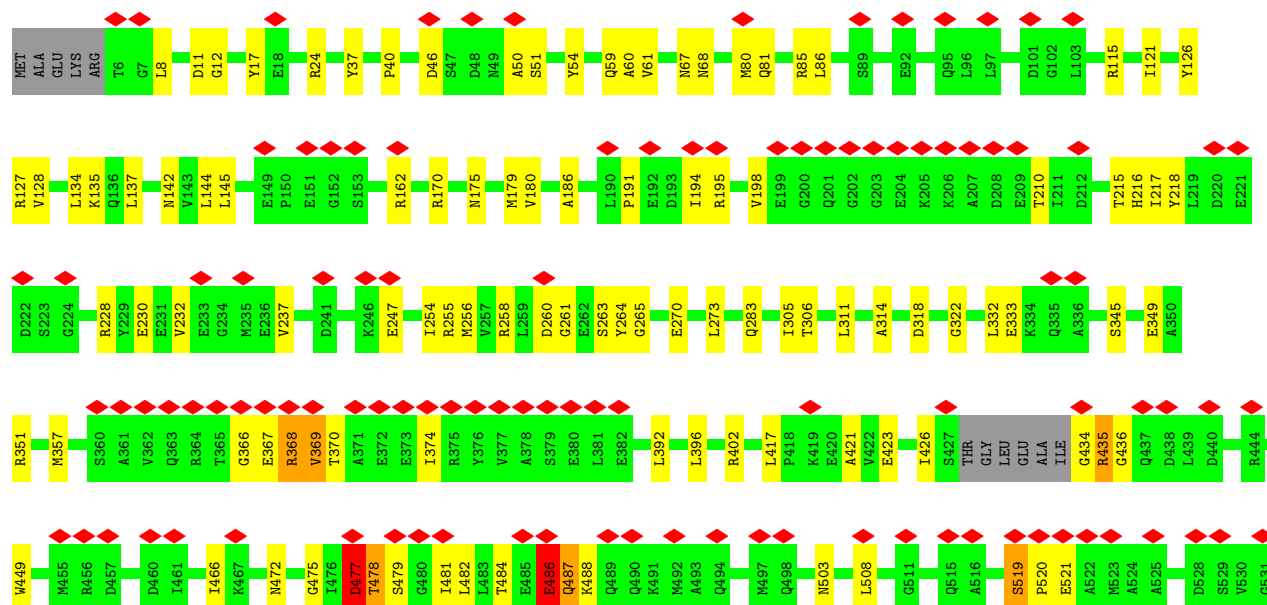 MET ALA GLU LYS ARG T6 G7 L8 D11 G12 Y17 E18 R24 Y37 P40 D46 S47 D48 N49 A50 S51 Y54 Q59 A60 V61 N67 N68 M80 Q81 R85 L86 S89 E92 Q95 L96 L97 D101 G102 L103 R115 I121 Y126
R127 V128 L134 K135 Q136 L137 N142 V143 L144 L145 E149 P150 E151 G152 S153 R162 R170 N175 M179 V180 A186 L190 P191 E192 D193 I194 R195 V198 E199 G200 Q201 G202 G203 E204 K205 K206 A207 D208 E209 T210 I211 D212 T215 H216 I217 Y218 L219 D220 E221
D222 S223 G224 R228 Y229 E230 E231 V232 E233 G234 M235 E236 V237 D241 K246 E247 I254 R255 M256 V257 R258 L259 D260 G261 E262 S263 Y264 G265 E270 L273 Q283 I305 T306 L311 A314 D318 G322 L332 E333 K334 Q335 A336 S345 E349 A350
R351 M357 S360 A361 V362 Q363 R364 T365 G366 E367 R368 V369 T370 A371 E372 E373 I374 R375 Y376 V377 A378 S379 E380 L381 E382 L392 L396 R402 L417 P418 K419 E420 A421 V422 E423 I426 S427 THR GLY LEU GLU ALA ILE G434 R435 G436 Q437 D438 L439 D440 R444
W449 M455 R456 D457 D460 I461 I466 K467 N472 G475 I476 D477 T478 S479 G480 I481 L482 L483 T484 E485 E486 Q487 K488 Q489 Q490 K491 M492 A493 Q494 M497 Q498 N503 L508 G511 Q515 A516 S519 P520 E521 A522 M523 A524 A525 D528 S529 V530 G531